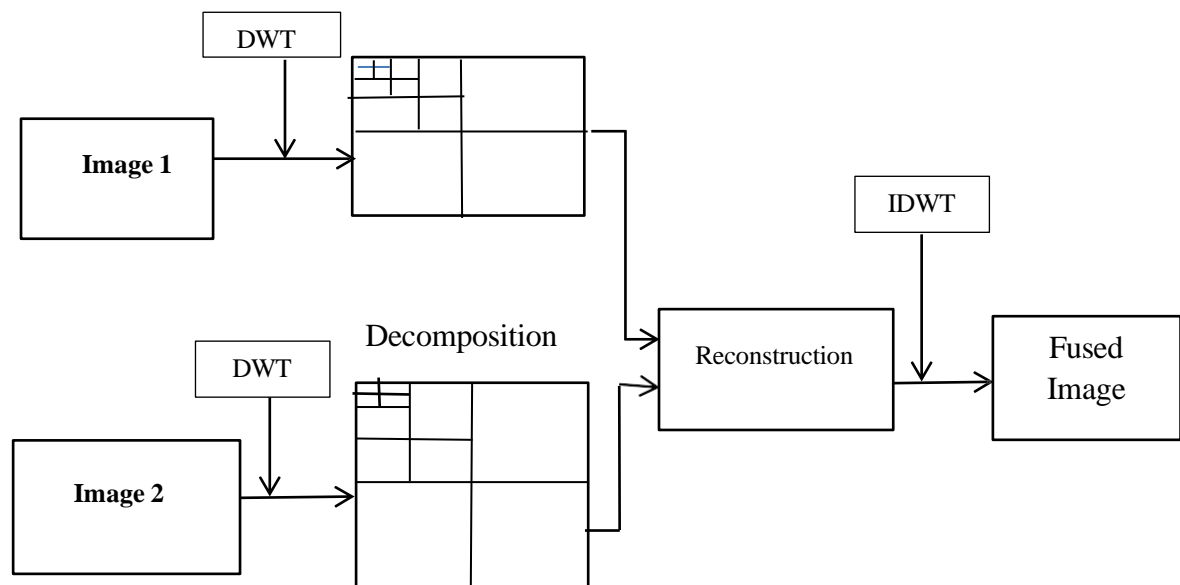 DWT
Image 1
IDWT
Decomposition
Reconstruction
Fused
Image
DWT
Image 2